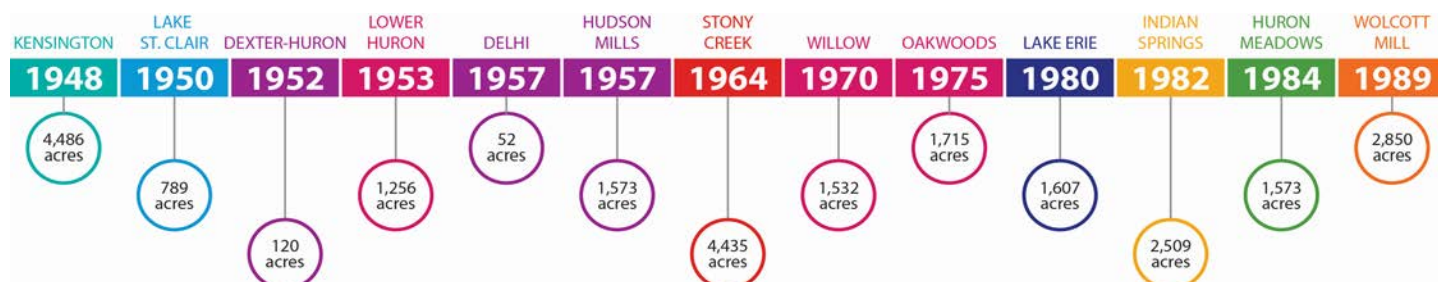 KENSINGTON
1948
4,486
acres
LAKE
ST. CLAIR
1950
789
acres
DEXTER-HURON
1952
120
acres
LOWER
HURON
1953
1,256
acres
DELHI
1957
52
acres
HUDSON
MILLS
1957
1,573
acres
STONY
CREEK
1964
4,435
acres
WILLOW
1970
1,532
acres
OAKWOODS
1975
1,715
acres
LAKE ERIE
1980
1,607
acres
INDIAN
SPRINGS
1982
2,509
acres
HURON
MEADOWS
1984
1,573
acres
WOLCOTT
MILL
1989
2,850
acres